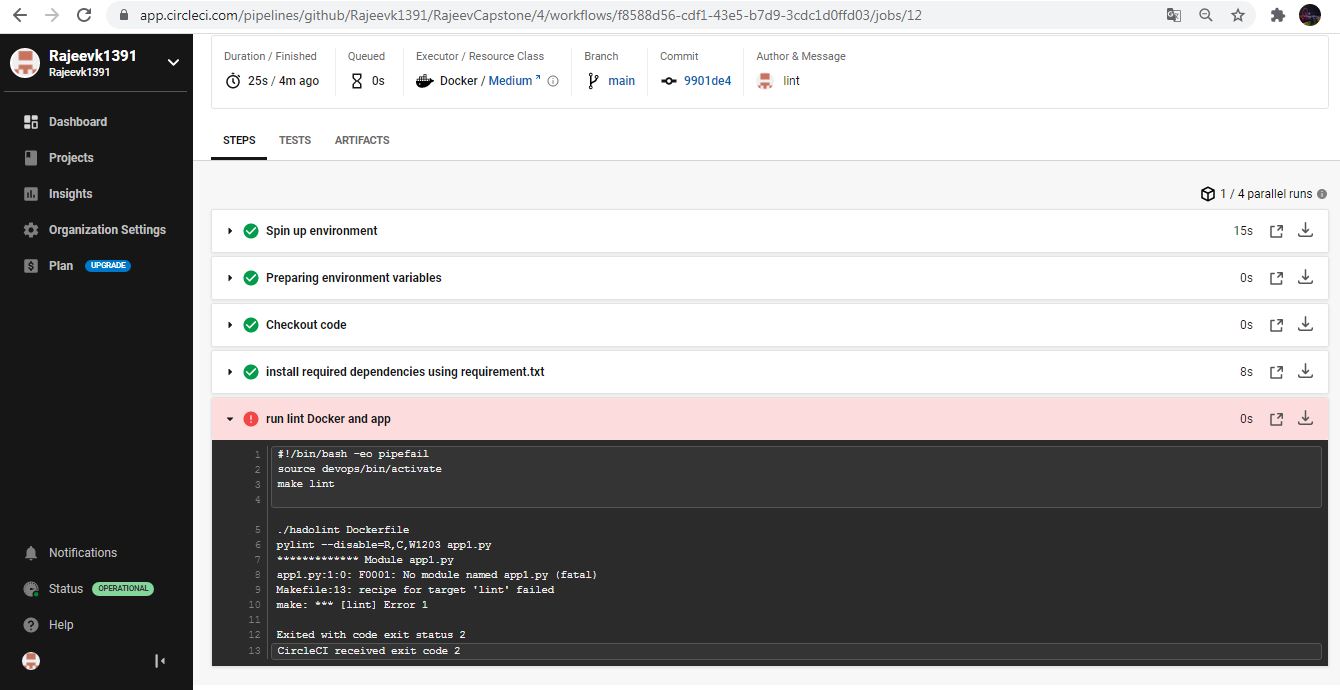 app.circleci.com/pipelines/github/Rajeevk1391/RajeevCapstone/4/workflows/f8588d56-cdf1-43e5-b7d9-3cdc1d0ffd03/jobs/12
Rajeevk1391
Rajeevk1391
Dashboard
Projects
Insights
Organization Settings
Plan UPGRADE
Notifications
Status OPERATIONAL
Help
Duration / Finished Queued Executor / Resource Class Branch Commit Author & Message
25s / 4m ago 0s Docker / Medium main 9901de4 lint
STEPS TESTS ARTIFACTS
1 / 4 parallel runs
Spin up environment 15s
Preparing environment variables 0s
Checkout code 0s
install required dependencies using requirement.txt 8s
run lint Docker and app 0s
1 #!/bin/bash -eo pipefail
2 source devops/bin/activate
3 make lint
4
5 ./hadolint Dockerfile
6 pylint --disable=R,C,W1203 app1.py
7 ************* Module app1.py
8 app1.py:1:0: F0001: No module named app1.py (fatal)
9 Makefile:13: recipe for target 'lint' failed
10 make: *** [lint] Error 1
11
12 Exited with code exit status 2
13 CircleCI received exit code 2